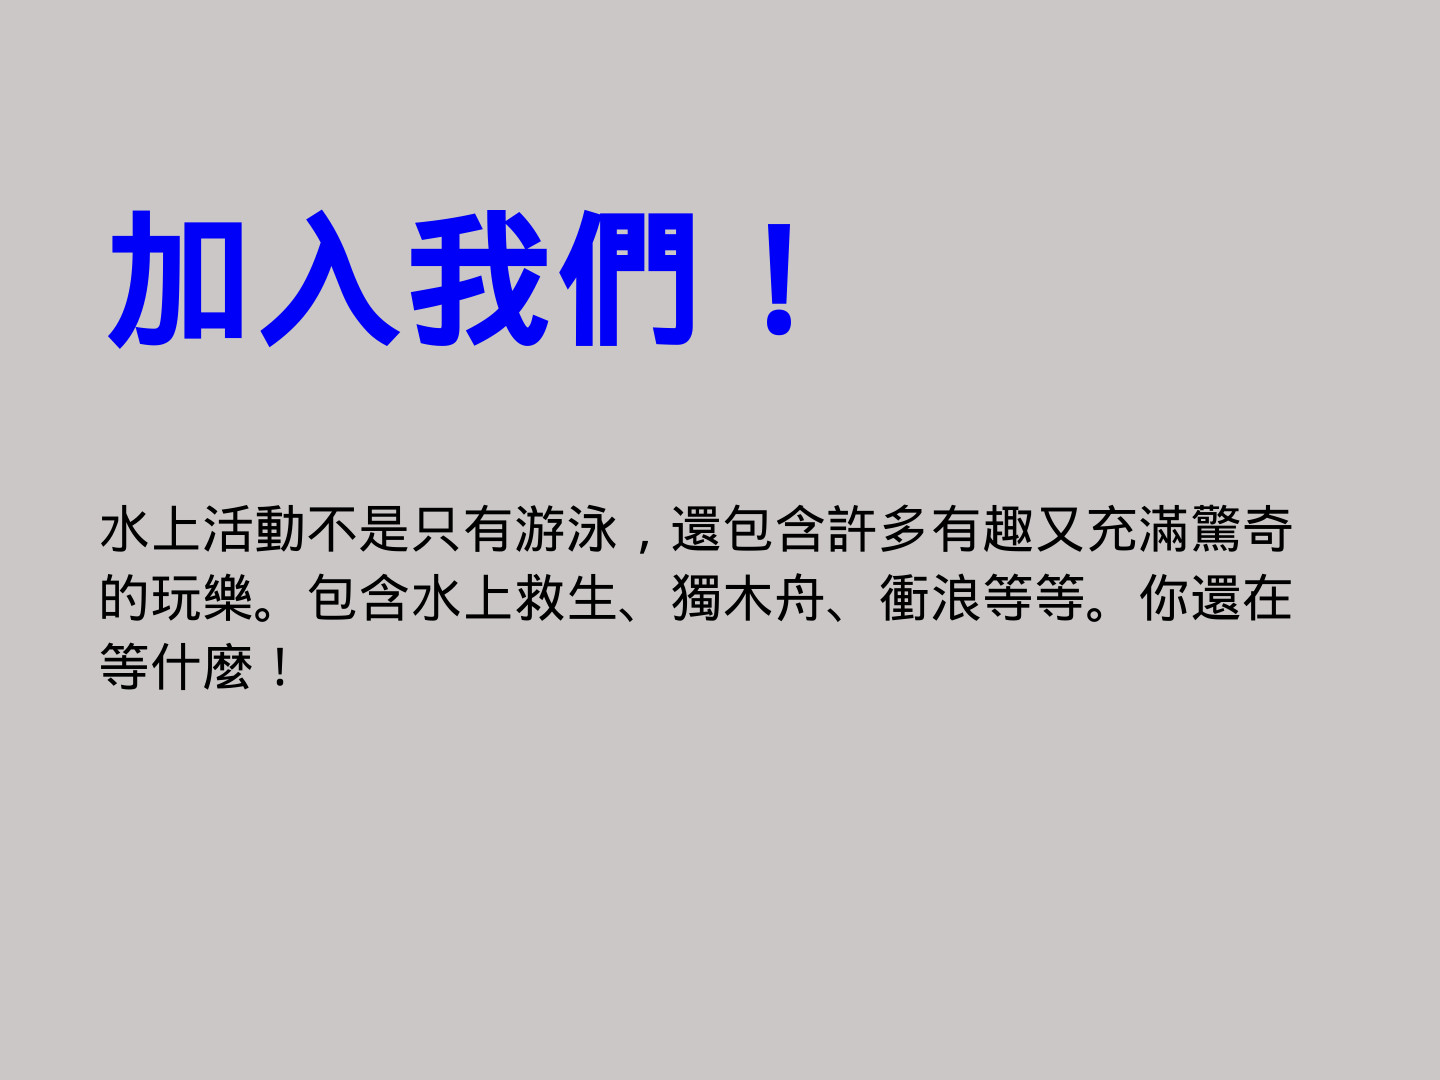 加入我們！
水上活動不是只有游泳，還包含許多有趣又充滿驚奇
的玩樂。包含水上救生、獨木舟、衝浪等等。你還在
等什麼！